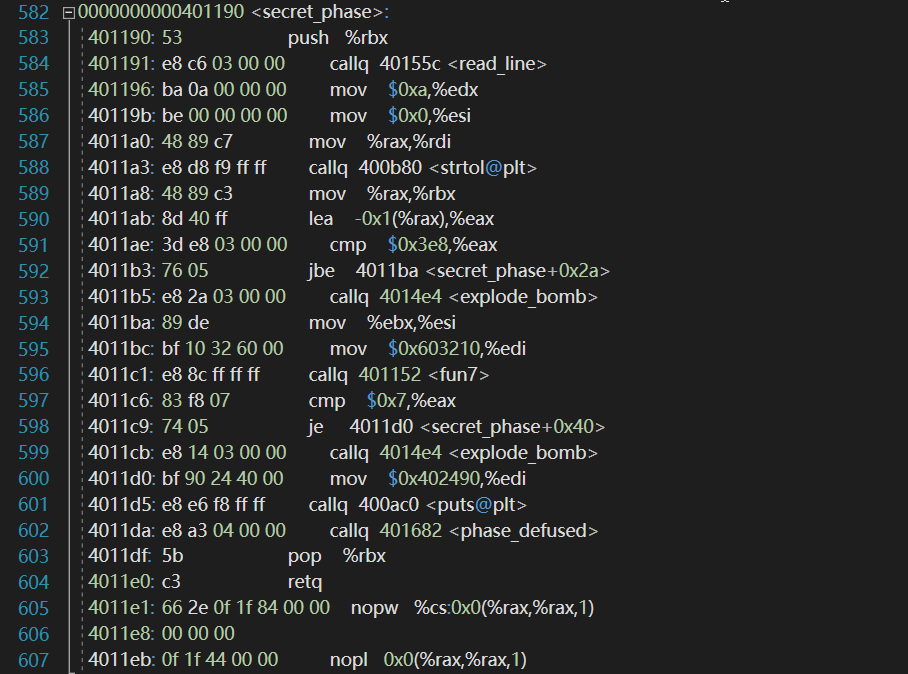 582 0000000000401190 <secret_phase>:
583 401190: 53 push %rbx
584 401191: e8 c6 03 00 00 callq 40155c <read_line>
585 401196: ba 0a 00 00 00 mov $0xa,%edx
586 40119b: be 00 00 00 00 mov $0x0,%esi
587 4011a0: 48 89 c7 mov %rax,%rdi
588 4011a3: e8 d8 f9 ff ff callq 400b80 <strtol@plt>
589 4011a8: 48 89 c3 mov %rax,%rbx
590 4011ab: 8d 40 ff lea -0x1(%rax),%eax
591 4011ae: 3d e8 03 00 00 cmp $0x3e8,%eax
592 4011b3: 76 05 jbe 4011ba <secret_phase+0x2a>
593 4011b5: e8 2a 03 00 00 callq 4014e4 <explode_bomb>
594 4011ba: 89 de mov %ebx,%esi
595 4011bc: bf 10 32 60 00 mov $0x603210,%edi
596 4011c1: e8 8c ff ff ff callq 401152 <fun7>
597 4011c6: 83 f8 07 cmp $0x7,%eax
598 4011c9: 74 05 je 4011d0 <secret_phase+0x40>
599 4011cb: e8 14 03 00 00 callq 4014e4 <explode_bomb>
600 4011d0: bf 90 24 40 00 mov $0x402490,%edi
601 4011d5: e8 e6 f8 ff ff callq 400ac0 <puts@plt>
602 4011da: e8 a3 04 00 00 callq 401682 <phase_defused>
603 4011df: 5b pop %rbx
604 4011e0: c3 retq
605 4011e1: 66 2e 0f 1f 84 00 00 nopw %cs:0x0(%rax,%rax,1)
606 4011e8: 00 00 00
607 4011eb: 0f 1f 44 00 00 nopl 0x0(%rax,%rax,1)